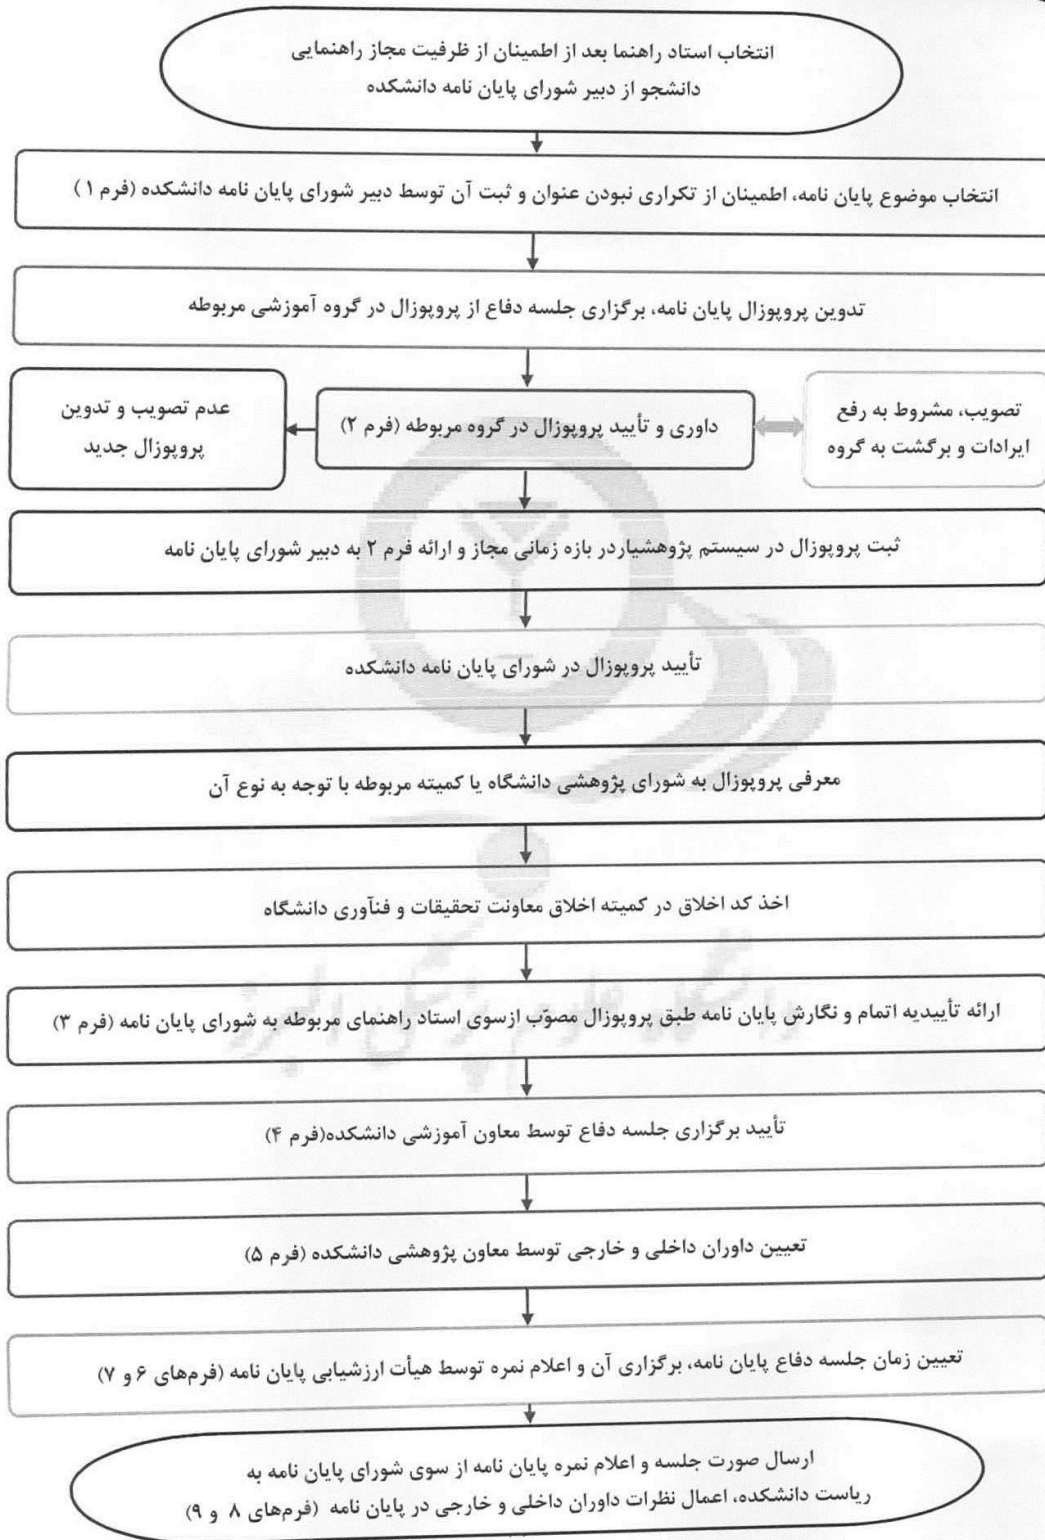 انتخاب استاد راهنما بعد از اطمینان از ظرفیت مجاز راهنمایی
دانشجو از دبیر شورای پایان نامه دانشکده
انتخاب موضوع پایان نامه، اطمینان از تکراری نبودن عنوان و ثبت آن توسط دبیر شورای پایان نامه دانشکده (فرم ۱)
تدوین پروپوزال پایان نامه، برگزاری جلسه دفاع از پروپوزال در گروه آموزشی مربوطه
تصویب، مشروط به رفع
ایرادات و برگشت به گروه
داوری و تأیید پروپوزال در گروه مربوطه (فرم ۲)
عدم تصویب و تدوین
پروپوزال جدید
ثبت پروپوزال در سیستم پژوهشیاردر بازه زمانی مجاز و ارائه فرم ۲ به دبیر شورای پایان نامه
تأیید پروپوزال در شورای پایان نامه دانشکده
معرفی پروپوزال به شورای پژوهشی دانشگاه یا کمیته مربوطه با توجه به نوع آن
اخذ کد اخلاق در کمیته اخلاق معاونت تحقیقات و فنآوری دانشگاه
ارائه تأییدیه اتمام و نگارش پایان نامه طبق پروپوزال مصوّب ازسوی استاد راهنمای مربوطه به شورای پایان نامه (فرم ۳)
تأیید برگزاری جلسه دفاع توسط معاون آموزشی دانشکده(فرم ۴)
تعیین داوران داخلی و خارجی توسط معاون پژوهشی دانشکده (فرم ۵)
تعیین زمان جلسه دفاع پایان نامه، برگزاری آن و اعلام نمره توسط هیأت ارزشیابی پایان نامه (فرم‌های ۶ و ۷)
ارسال صورت جلسه و اعلام نمره پایان نامه از سوی شورای پایان نامه به
ریاست دانشکده، اعمال نظرات داوران داخلی و خارجی در پایان نامه (فرم‌های ۸ و ۹)
دانشگاه علوم پزشکی البرز